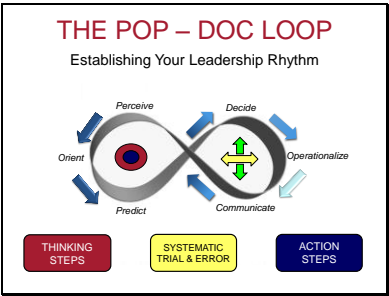 THE POP – DOC LOOP
Establishing Your Leadership Rhythm
Perceive
Decide
Orient
Operationalize
Predict
Communicate
THINKING
STEPS
SYSTEMATIC
TRIAL & ERROR
ACTION
STEPS